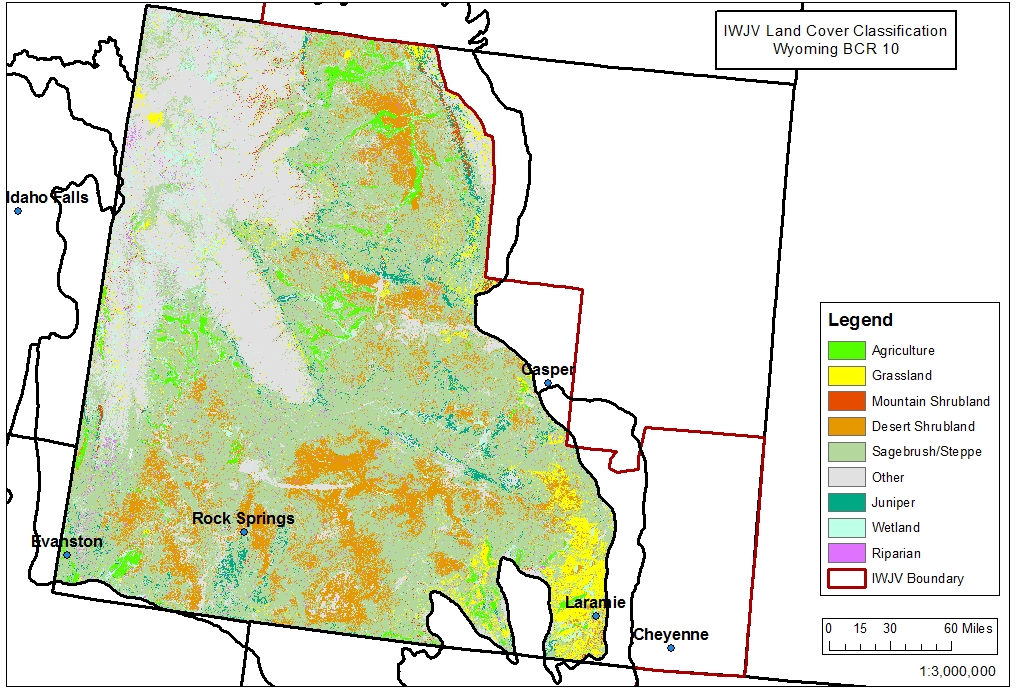 IWJV Land Cover Classification
Wyoming BCR 10
Idaho Falls
Casper
Rock Springs
Evanston
Laramie
Cheyenne
Legend
Agriculture
Grassland
Mountain Shrubland
Desert Shrubland
Sagebrush/Steppe
Other
Juniper
Wetland
Riparian
IWJV Boundary
0 15 30 60 Miles
1:3,000,000